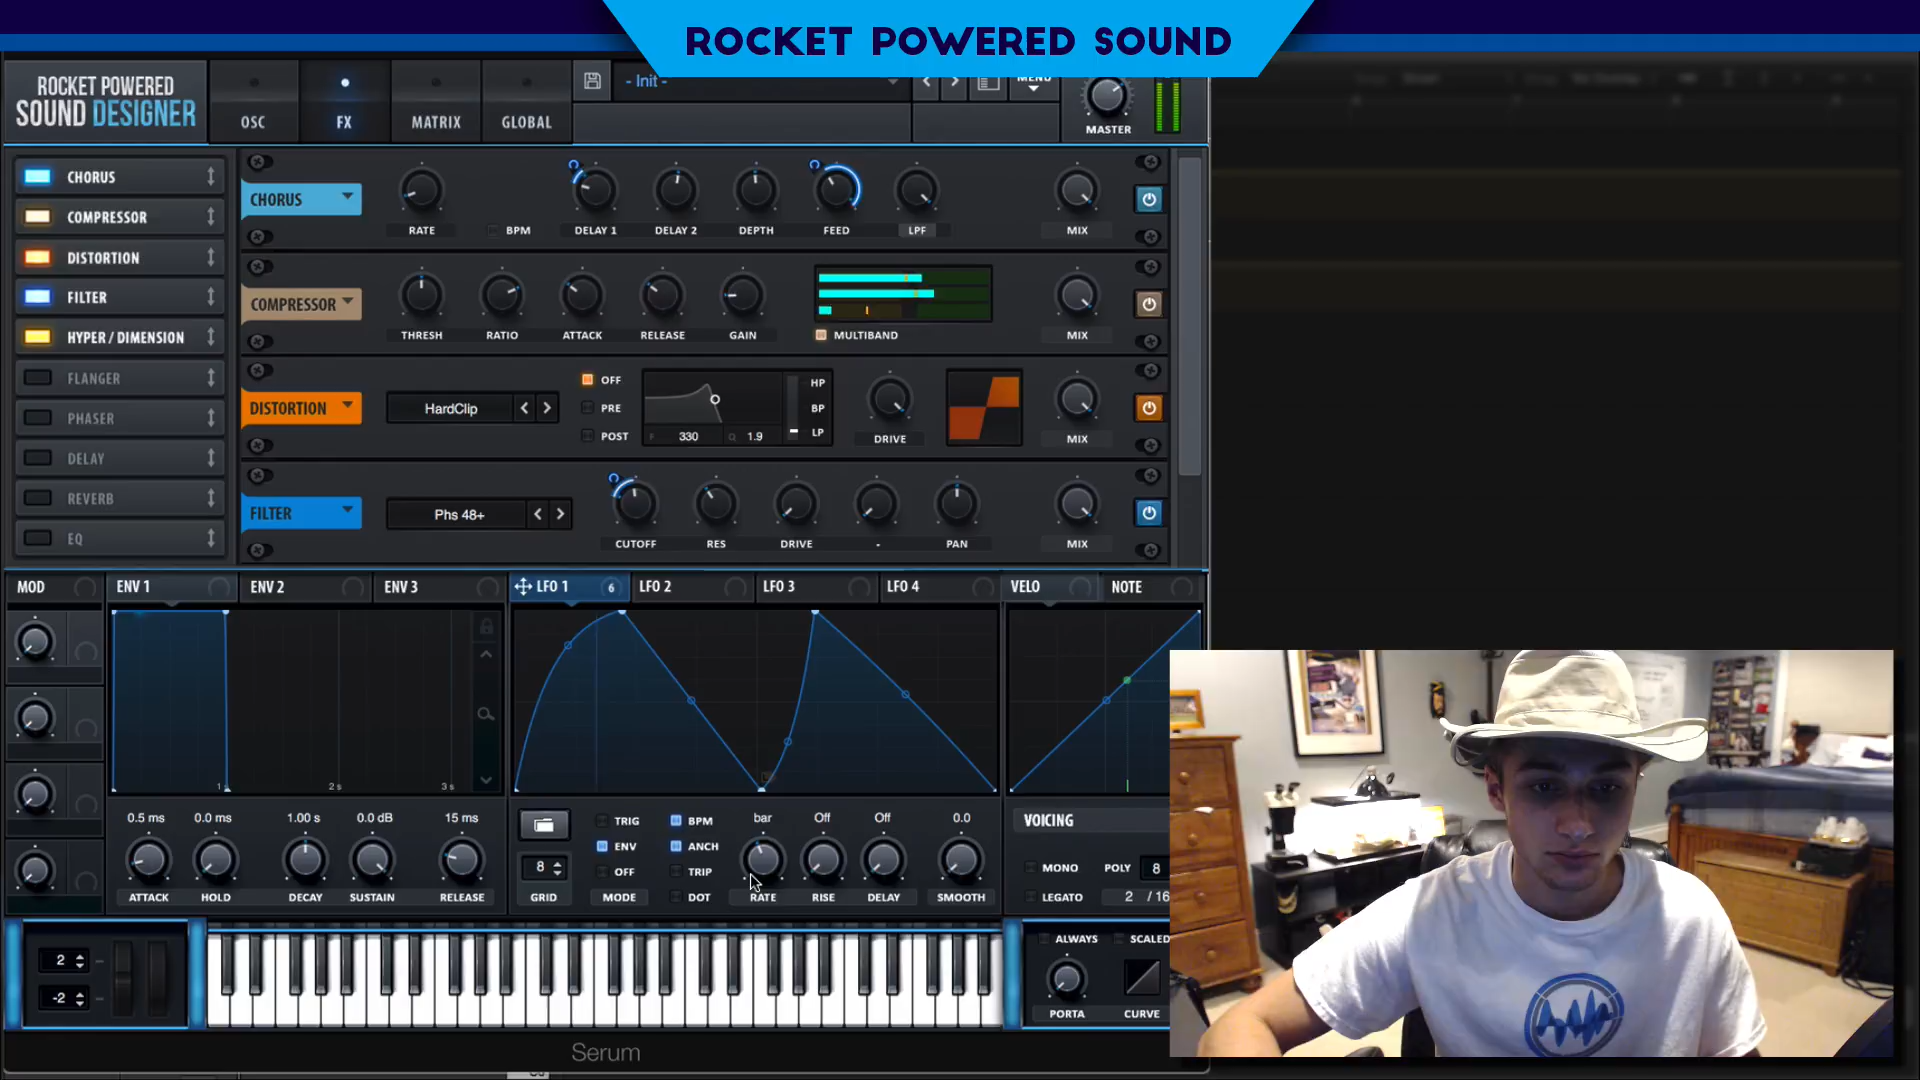 ROCKET POWERED SOUND
ROCKET POWERED
SOUND DESIGNER
OSC
FX
MATRIX
GLOBAL
- Init -
MENU
MASTER
CHORUS
COMPRESSOR
DISTORTION
FILTER
HYPER / DIMENSION
FLANGER
PHASER
DELAY
REVERB
EQ
CHORUS
RATE
BPM
DELAY 1
DELAY 2
DEPTH
FEED
LPF
MIX
COMPRESSOR
THRESH
RATIO
ATTACK
RELEASE
GAIN
MULTIBAND
MIX
DISTORTION
HardClip
OFF
PRE
POST
F 330 Q 1.9
HP
BP
LP
DRIVE
MIX
FILTER
Phs 48+
CUTOFF
RES
DRIVE
-
PAN
MIX
MOD
ENV 1
ENV 2
ENV 3
LFO 1
6
LFO 2
LFO 3
LFO 4
VELO
NOTE
1
2 s
3 s
0.5 ms
0.0 ms
1.00 s
0.0 dB
15 ms
ATTACK
HOLD
DECAY
SUSTAIN
RELEASE
8
GRID
TRIG
ENV
OFF
MODE
BPM
ANCH
TRIP
DOT
bar
Off
Off
0.0
RATE
RISE
DELAY
SMOOTH
VOICING
MONO
POLY
8
LEGATO
2 / 16
2
-2
ALWAYS
SCALED
PORTA
CURVE
Serum